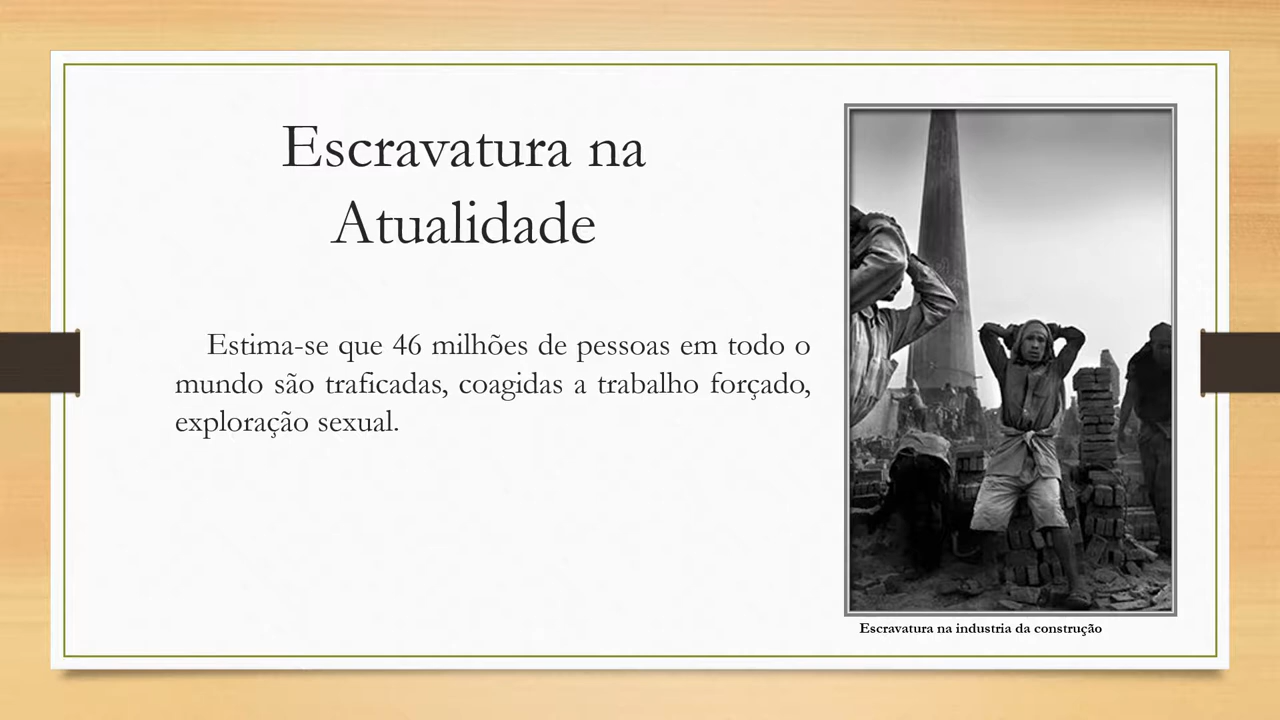 Escravatura na
Atualidade
Estima-se que 46 milhões de pessoas em todo o
mundo são traficadas, coagidas a trabalho forçado,
exploração sexual.
Escravatura na industria da construção